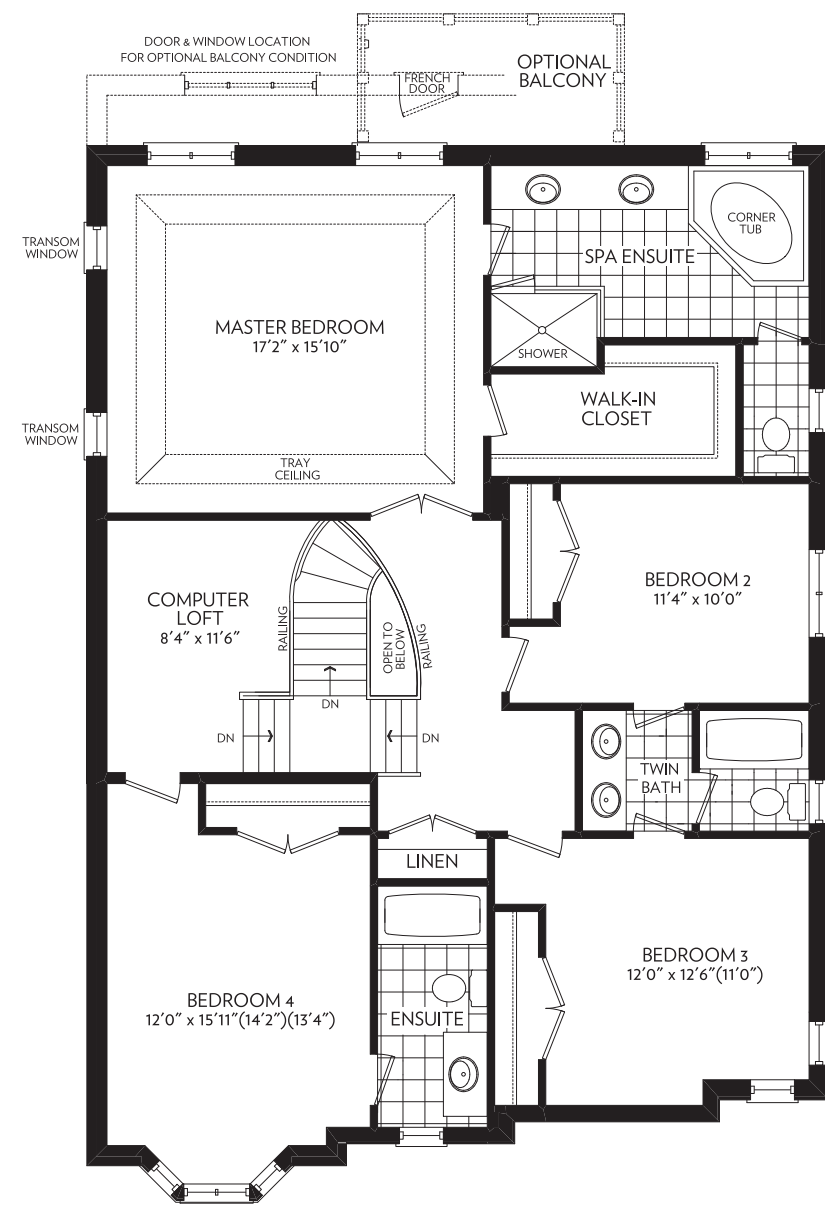 DOOR & WINDOW LOCATION
FOR OPTIONAL BALCONY CONDITION
FRENCH
DOOR
OPTIONAL
BALCONY
TRANSOM
WINDOW
CORNER
TUB
SPA ENSUITE
MASTER BEDROOM
17'2" x 15'10"
SHOWER
WALK-IN
CLOSET
TRANSOM
WINDOW
TRAY
CEILING
BEDROOM 2
11'4" x 10'0"
COMPUTER
LOFT
8'4" x 11'6"
RAILING
OPEN TO
BELOW
RAILING
DN
DN
DN
TWIN
BATH
LINEN
BEDROOM 3
12'0" x 12'6"(11'0")
BEDROOM 4
12'0" x 15'11"(14'2")(13'4")
ENSUITE